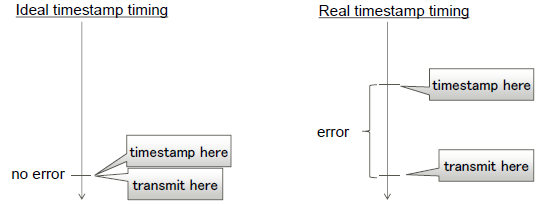 Ideal timestamp timing
timestamp here
no error
transmit here
Real timestamp timing
timestamp here
error
transmit here